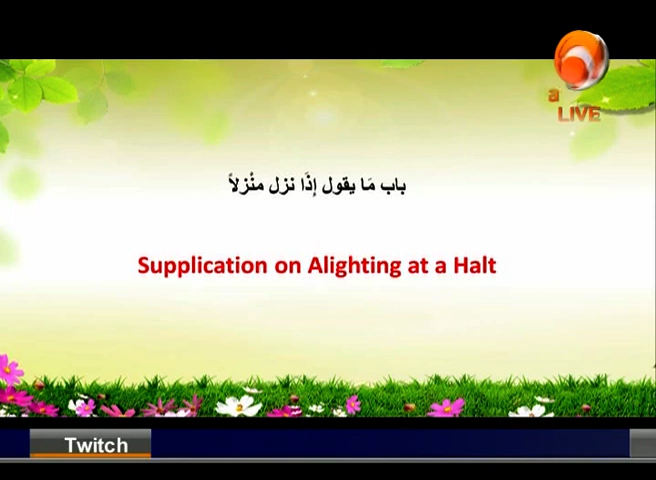 a
LIVE
باب مَا يقول إِذَا نزل منْزلاً
Supplication on Alighting at a Halt
Twitch